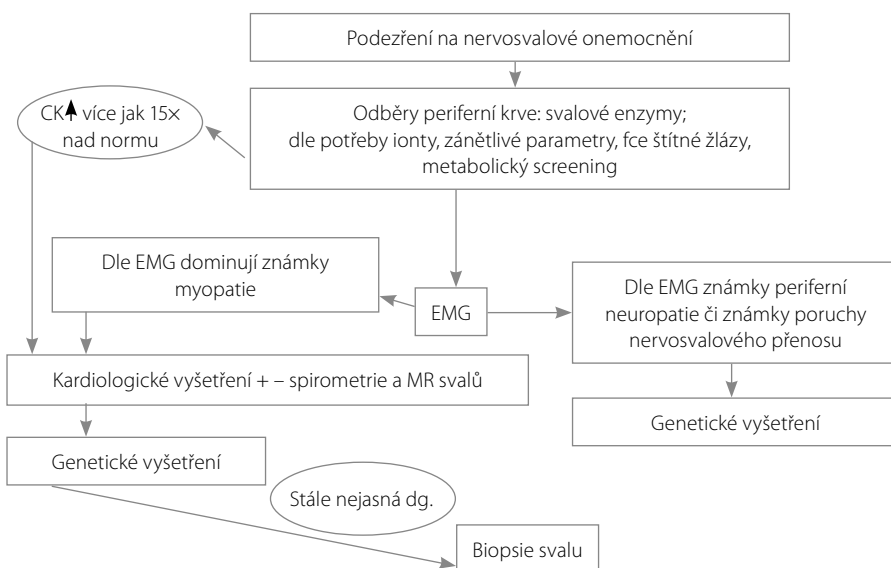 Podezření na nervosvalové onemocnění
CK↑ více jak 15×
nad normu
Odběry periferní krve: svalové enzymy;
dle potřeby ionty, zánětlivé parametry, fce štítné žlázy,
metabolický screening
Dle EMG dominují známky
myopatie
EMG
Dle EMG známky periferní
neuropatie či známky poruchy
nervosvalového přenosu
Kardiologické vyšetření + – spirometrie a MR svalů
Genetické vyšetření
Genetické vyšetření
Stále nejasná dg.
Biopsie svalu